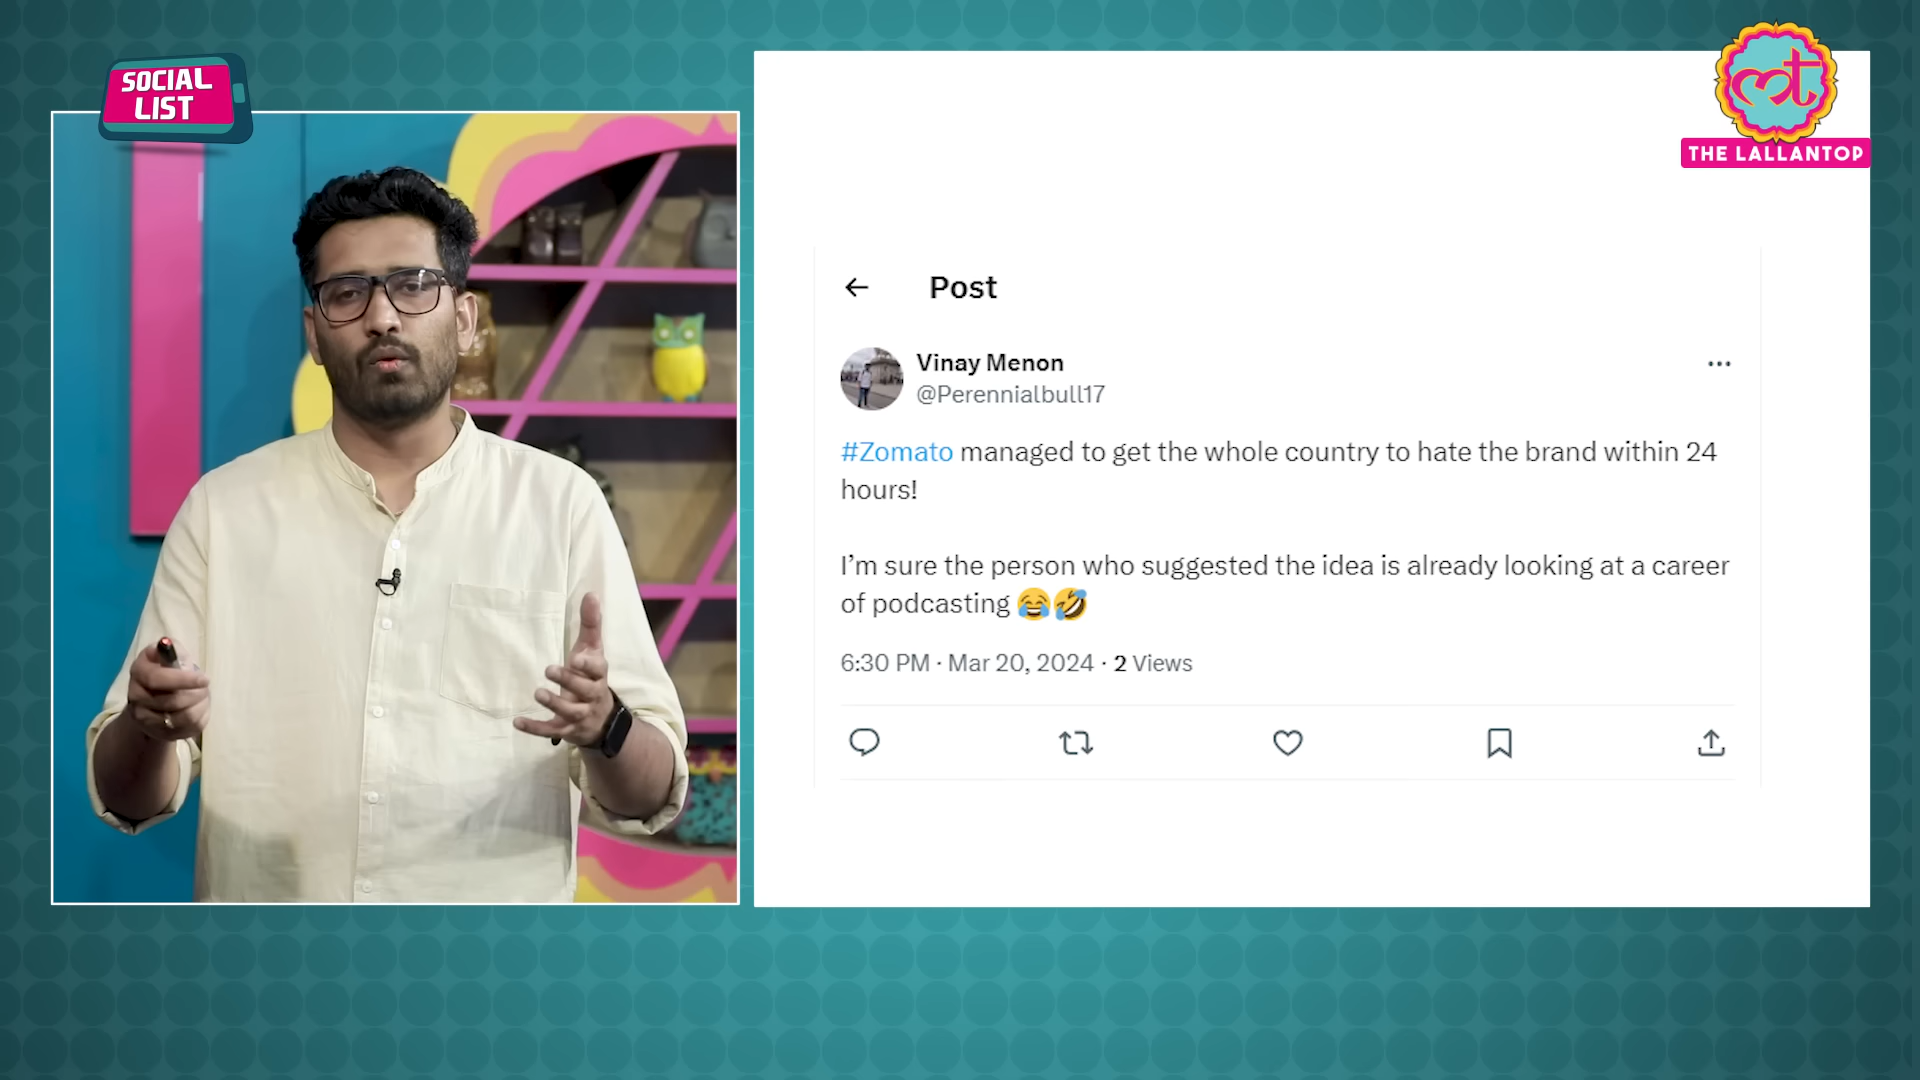 SOCIAL
LIST
THE LALLANTOP
Post
Vinay Menon
@Perennialbull17
#Zomato managed to get the whole country to hate the brand within 24
hours!
I’m sure the person who suggested the idea is already looking at a career
of podcasting 😂🤣
6:30 PM · Mar 20, 2024 · 2 Views